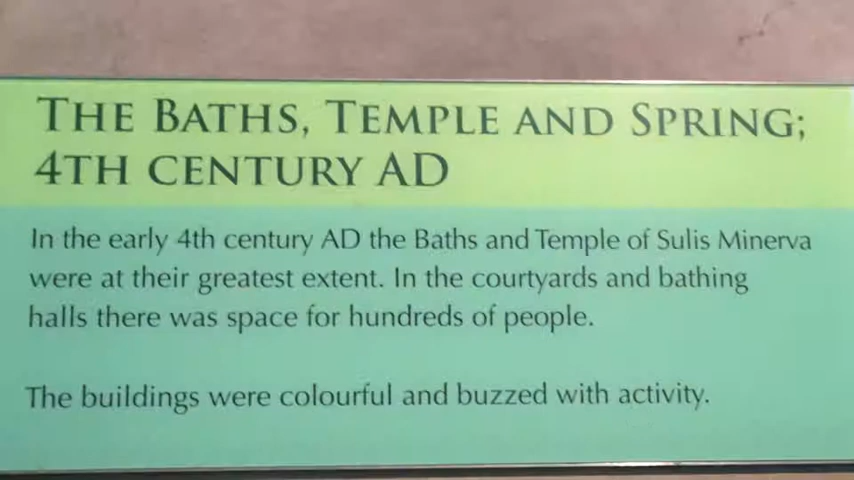 THE BATHS, TEMPLE AND SPRING;
4TH CENTURY AD
In the early 4th century AD the Baths and Temple of Sulis Minerva
were at their greatest extent. In the courtyards and bathing
halls there was space for hundreds of people.
The buildings were colourful and buzzed with activity.